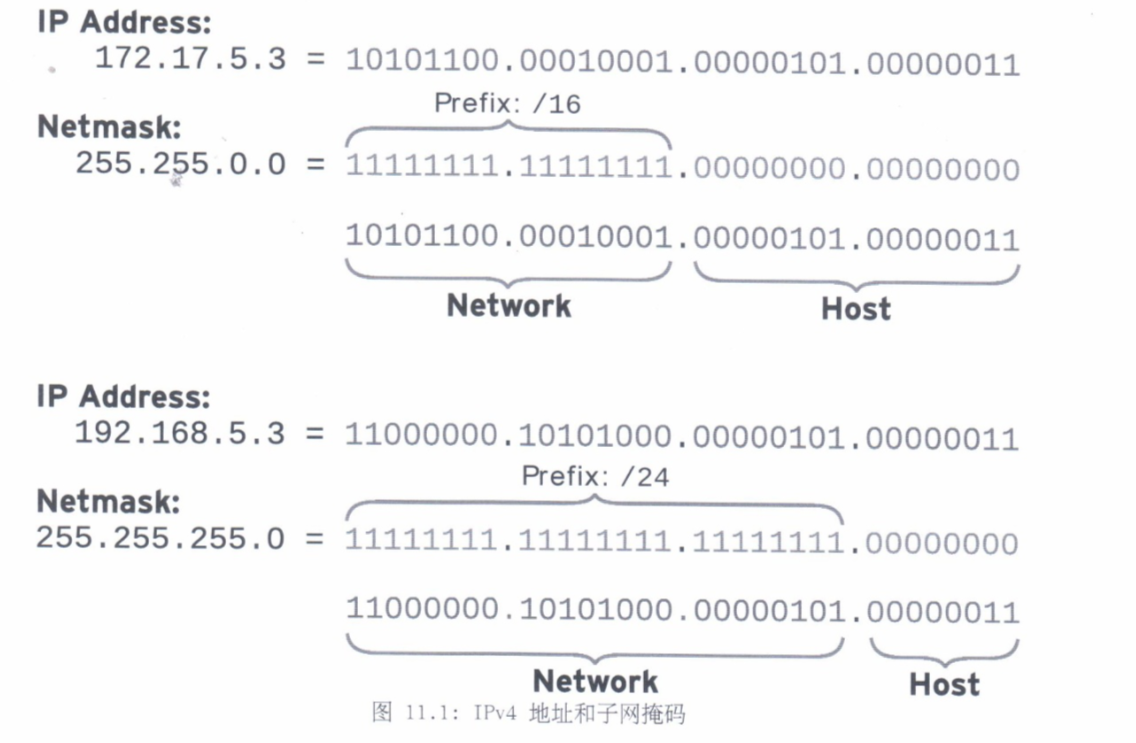 IP Address:
172.17.5.3 = 10101100.00010001.00000101.00000011
Prefix: /16
Netmask:
255.255.0.0 = 11111111.11111111.00000000.00000000
10101100.00010001.00000101.00000011
Network Host
IP Address:
192.168.5.3 = 11000000.10101000.00000101.00000011
Prefix: /24
Netmask:
255.255.255.0 = 11111111.11111111.11111111.00000000
11000000.10101000.00000101.00000011
Network Host
图 11.1: IPv4 地址和子网掩码